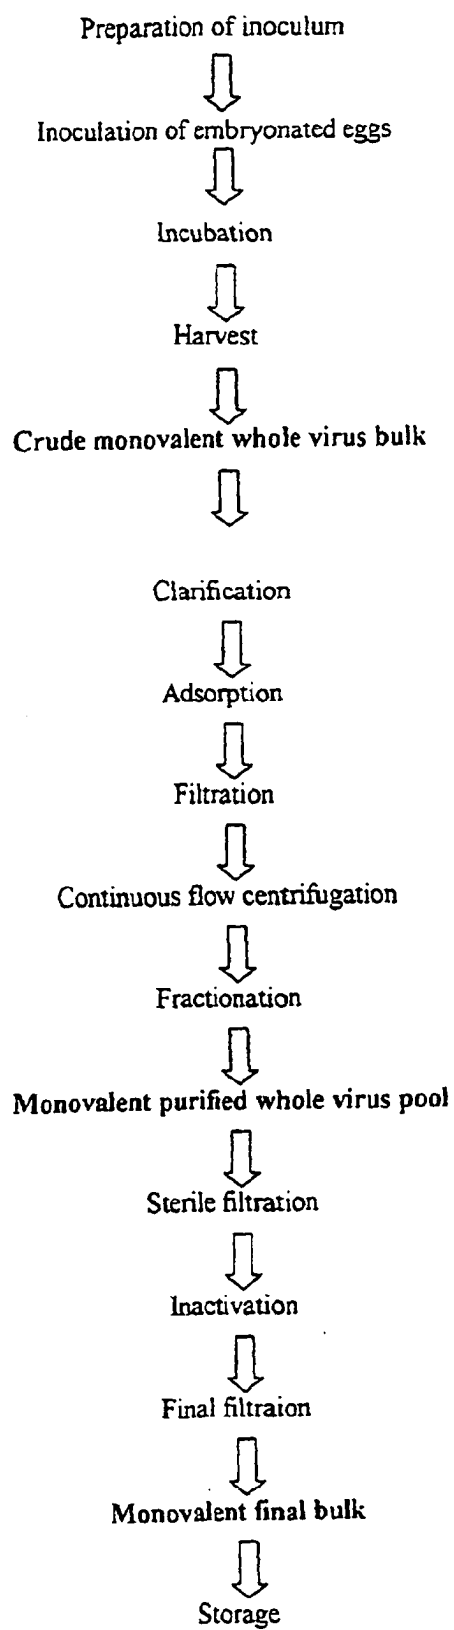 Preparation of inoculum
Inoculation of embryonated eggs
Incubation
Harvest
Crude monovalent whole virus bulk
Clarification
Adsorption
Filtration
Continuous flow centrifugation
Fractionation
Monovalent purified whole virus pool
Sterile filtration
Inactivation
Final filtraion
Monovalent final bulk
Storage